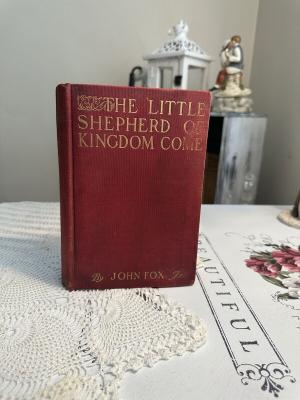 THE LITTLE
SHEPHERD OF
KINGDOM COME
By JOHN FOX, Jr.
BEAUTIFUL